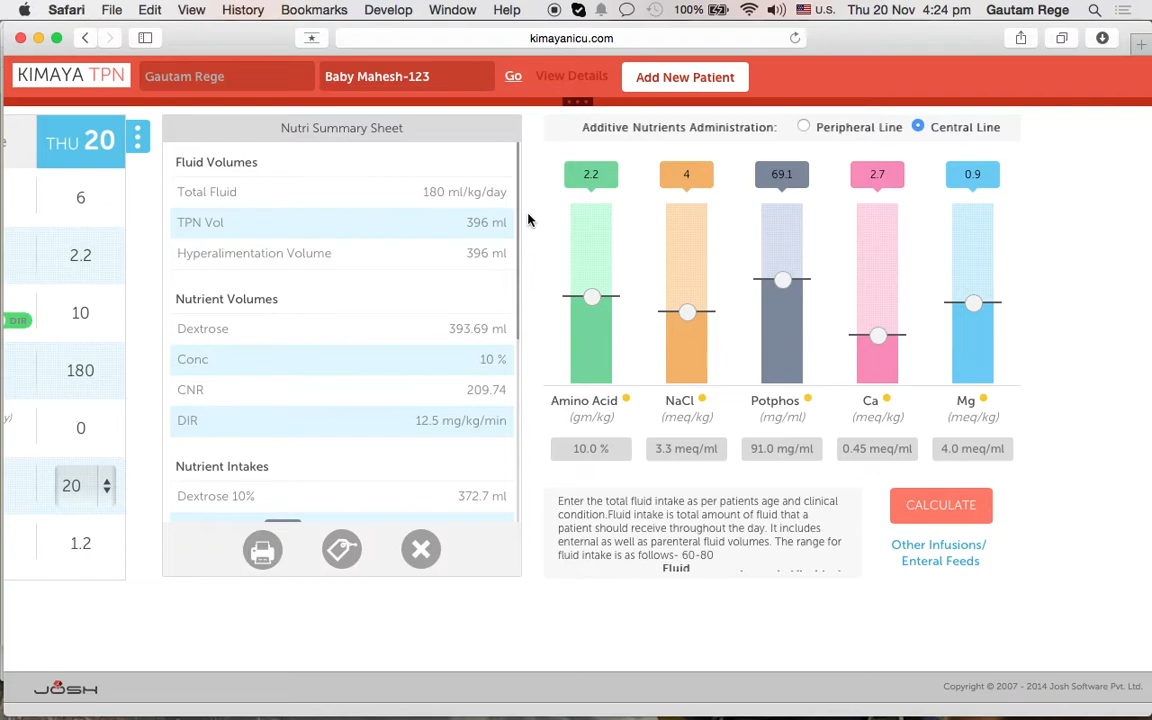 Safari File Edit View History Bookmarks Develop Window Help 100% U.S. Thu 20 Nov 4:24 pm Gautam Rege
kimayanicu.com
KIMAYA TPN Gautam Rege Baby Mahesh-123 Go View Details Add New Patient
THU 20
6
2.2
DIR 10
180
y) 0
20
1.2
Nutri Summary Sheet
Fluid Volumes
Total Fluid 180 ml/kg/day
TPN Vol 396 ml
Hyperalimentation Volume 396 ml
Nutrient Volumes
Dextrose 393.69 ml
Conc 10 %
CNR 209.74
DIR 12.5 mg/kg/min
Nutrient Intakes
Dextrose 10% 372.7 ml
Additive Nutrients Administration: Peripheral Line Central Line
2.2 4 69.1 2.7 0.9
Amino Acid NaCl Potphos Ca Mg
(gm/kg) (meq/kg) (mg/ml) (meq/kg) (meq/kg)
10.0 % 3.3 meq/ml 91.0 mg/ml 0.45 meq/ml 4.0 meq/ml
Enter the total fluid intake as per patients age and clinical
condition.Fluid intake is total amount of fluid that a
patient should receive throughout the day. It includes
enternal as well as parenteral fluid volumes. The range for
fluid intake is as follows- 60-80
Fluid
CALCULATE
Other Infusions/
Enteral Feeds
JOSH
Copyright © 2007 - 2014 Josh Software Pvt. Ltd.